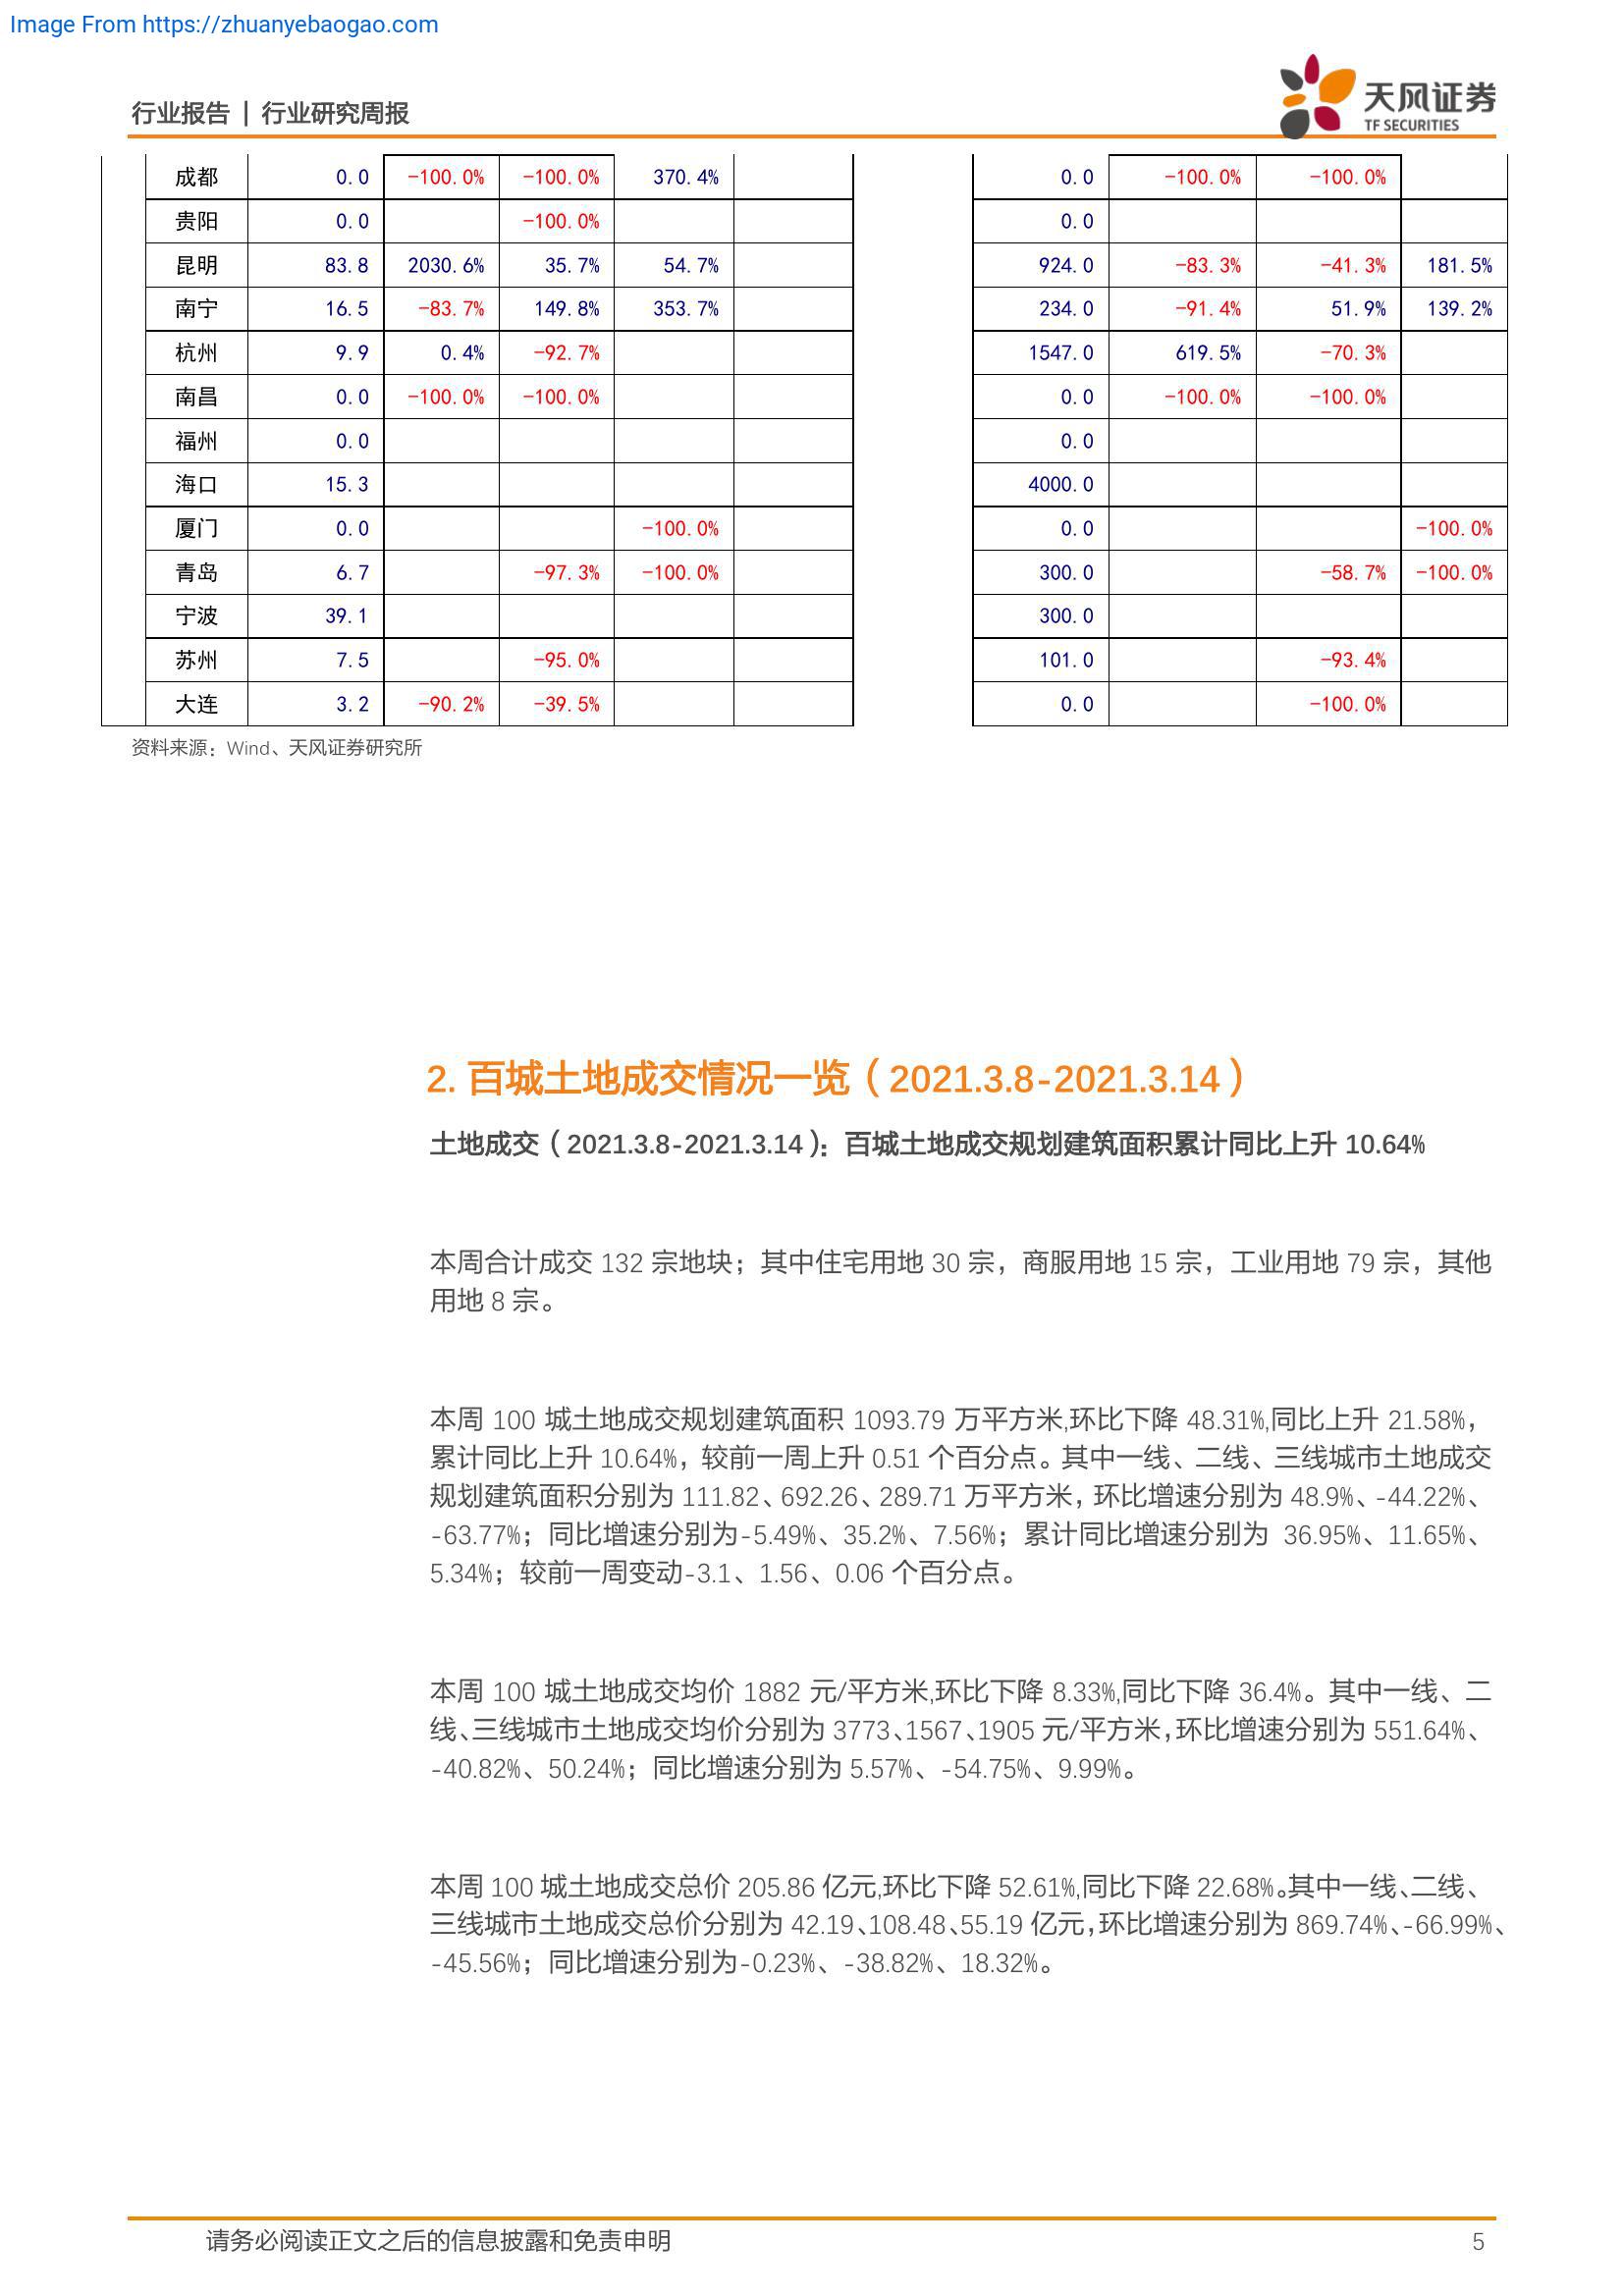 Image From https://zhuanyebaogao.com
行业报告 | 行业研究周报
天风证券
TF SECURITIES
成都 0.0 -100.0% -100.0% 370.4% 0.0 -100.0% -100.0%
贵阳 0.0 -100.0% 0.0
昆明 83.8 2030.6% 35.7% 54.7% 924.0 -83.3% -41.3% 181.5%
南宁 16.5 -83.7% 149.8% 353.7% 234.0 -91.4% 51.9% 139.2%
杭州 9.9 0.4% -92.7% 1547.0 619.5% -70.3%
南昌 0.0 -100.0% -100.0% 0.0 -100.0% -100.0%
福州 0.0 0.0
海口 15.3 4000.0
厦门 0.0 -100.0% 0.0 -100.0%
青岛 6.7 -97.3% -100.0% 300.0 -58.7% -100.0%
宁波 39.1 300.0
苏州 7.5 -95.0% 101.0 -93.4%
大连 3.2 -90.2% -39.5% 0.0 -100.0%
资料来源：Wind、天风证券研究所
2. 百城土地成交情况一览（2021.3.8-2021.3.14）
土地成交（2021.3.8-2021.3.14）：百城土地成交规划建筑面积累计同比上升 10.64%
本周合计成交 132 宗地块；其中住宅用地 30 宗，商服用地 15 宗，工业用地 79 宗，其他
用地 8 宗。
本周 100 城土地成交规划建筑面积 1093.79 万平方米,环比下降 48.31%,同比上升 21.58%，
累计同比上升 10.64%，较前一周上升 0.51 个百分点。其中一线、二线、三线城市土地成交
规划建筑面积分别为 111.82、692.26、289.71 万平方米，环比增速分别为 48.9%、-44.22%、
-63.77%；同比增速分别为-5.49%、35.2%、7.56%；累计同比增速分别为 36.95%、11.65%、
5.34%；较前一周变动-3.1、1.56、0.06 个百分点。
本周 100 城土地成交均价 1882 元/平方米,环比下降 8.33%,同比下降 36.4%。其中一线、二
线、三线城市土地成交均价分别为 3773、1567、1905 元/平方米，环比增速分别为 551.64%、
-40.82%、50.24%；同比增速分别为 5.57%、-54.75%、9.99%。
本周 100 城土地成交总价 205.86 亿元,环比下降 52.61%,同比下降 22.68%。其中一线、二线、
三线城市土地成交总价分别为 42.19、108.48、55.19 亿元，环比增速分别为 869.74%、-66.99%、
-45.56%；同比增速分别为-0.23%、-38.82%、18.32%。
请务必阅读正文之后的信息披露和免责申明 5